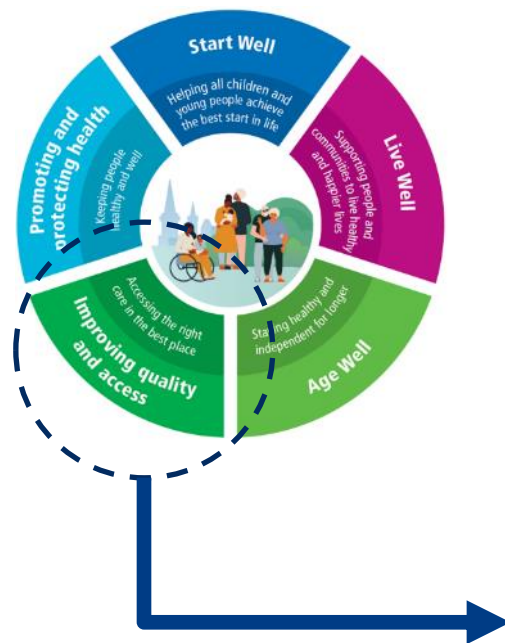 Start Well
Helping all children and
young people achieve
the best start in life
Live Well
Supporting people and
communities to live healthy
and happier lives
Age Well
Staying healthy and
independent for longer
Improving quality
and access
Accessing the right
care in the best place
Promoting and
protecting health
Keeping people
healthy and well